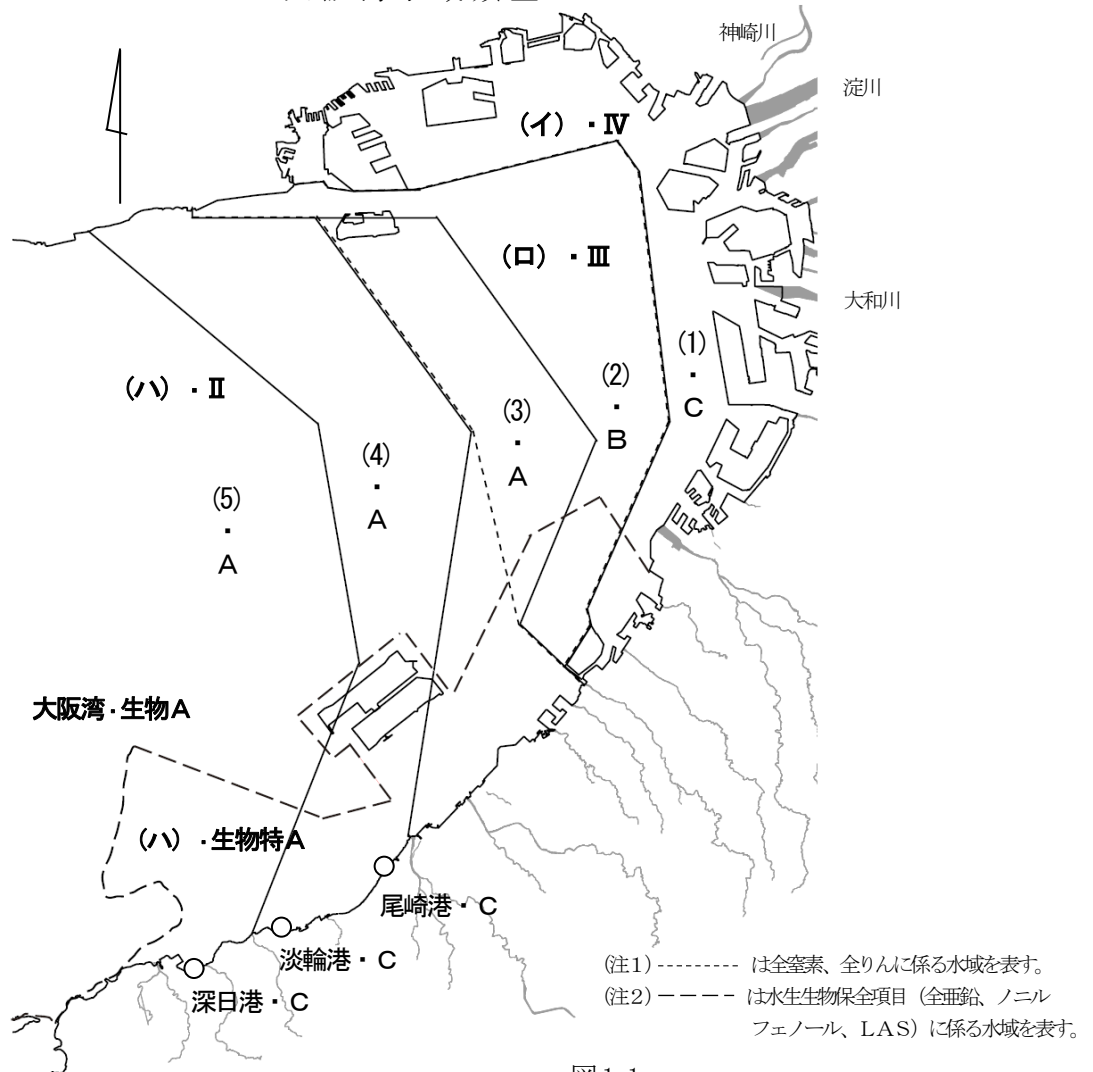 神崎川
淀川
(イ)・Ⅳ
(ロ)・Ⅲ
大和川
(1)
・
C
(2)
・
B
(ハ)・Ⅱ
(3)
・
A
(4)
・
A
(5)
・
A
大阪湾・生物A
(ハ)・生物特A
尾崎港・C
淡輪港・C
深日港・C
(注1)--------- は全窒素、全りんに係る水域を表す。
(注2)ーーーー は水生生物保全項目(全亜鉛、ノニル
フェノール、LAS)に係る水域を表す。